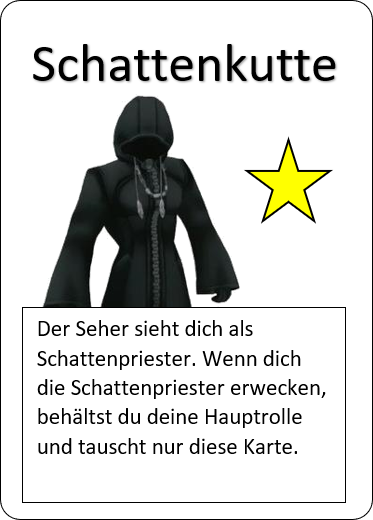 Schattenkutte
Der Seher sieht dich als
Schattenpriester. Wenn dich
die Schattenpriester erwecken,
behältst du deine Hauptrolle
und tauscht nur diese Karte.